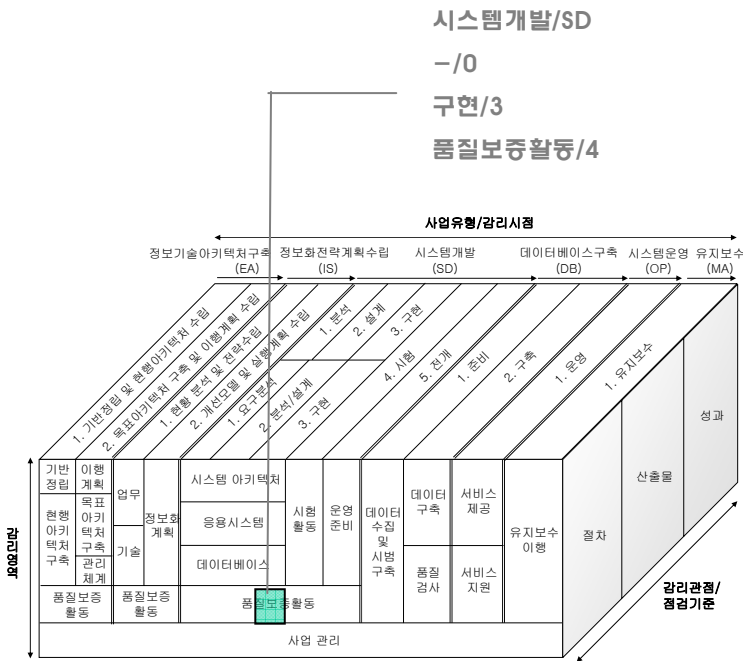 시스템개발/SD
-/0
구현/3
품질보증활동/4
사업유형/감리시점
정보기술아키텍처구축
(EA)
정보화전략계획수립
(IS)
시스템개발
(SD)
데이터베이스구축
(DB)
시스템운영
(OP)
유지보수
(MA)
1. 기반정립 및 현행아키텍처 수립
2. 목표아키텍처 구축 및 이행계획 수립
1. 현황 분석 및 전략수립
2. 개선모델 및 실행계획 수립
1. 분석
2. 설계
3. 구현
1. 요구분석
2. 분석/설계
3. 구현
4. 시험
5. 전개
1. 준비
2. 구축
1. 운영
1. 유지보수
감리영역
기반
정립
이행
계획
현행
아키
텍처
구축
목표
아키
텍처
구축
관리
체계
업무
기술
정보화
계획
시스템 아키텍처
응용시스템
데이터베이스
시험
활동
운영
준비
데이터
수집
및
시범
구축
데이터
구축
품질
검사
서비스
제공
서비스
지원
유지보수
이행
품질보증
활동
품질보증
활동
품질보증활동
사업 관리
절차
산출물
성과
감리관점/
점검기준